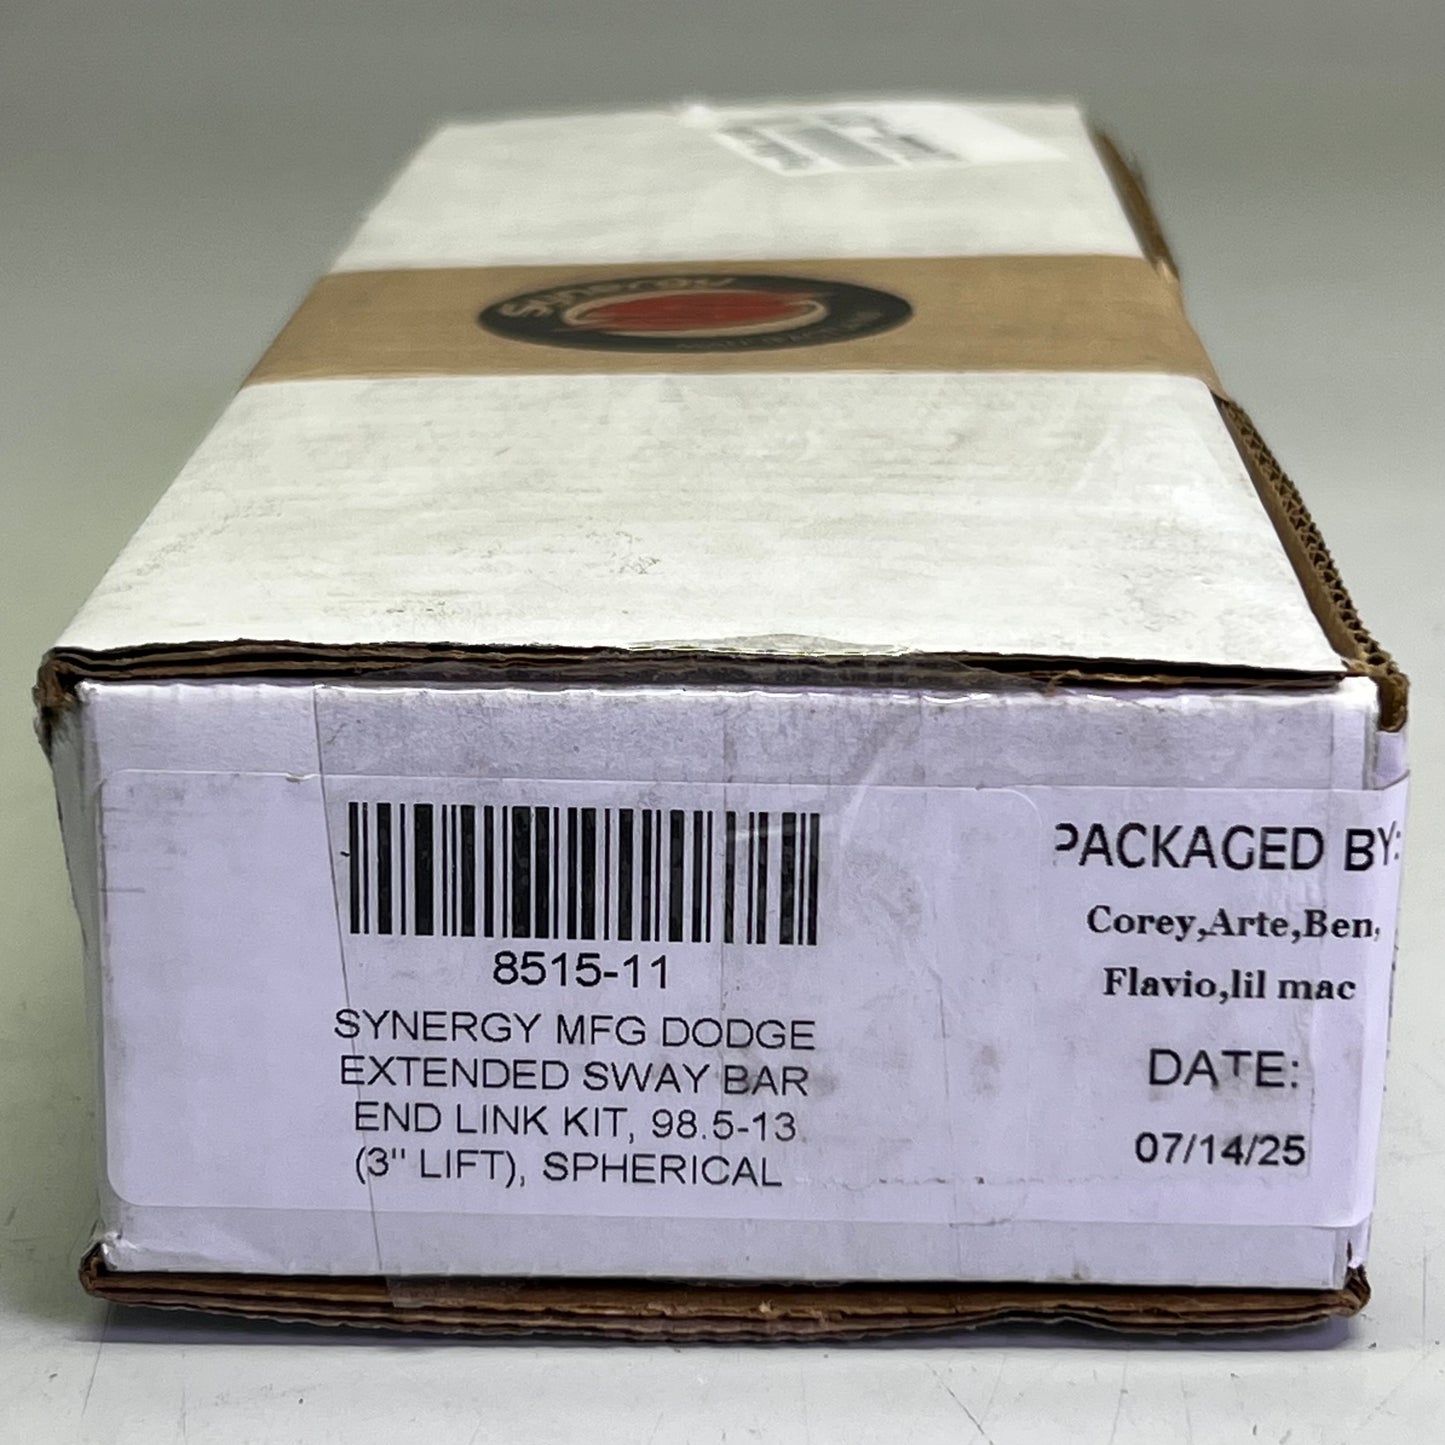 8515-11
SYNERGY MFG DODGE
EXTENDED SWAY BAR
END LINK KIT, 98.5-13
(3" LIFT), SPHERICAL
PACKAGED BY:
Corey,Arte,Ben,
Flavio,lil mac
DATE:
07/14/25